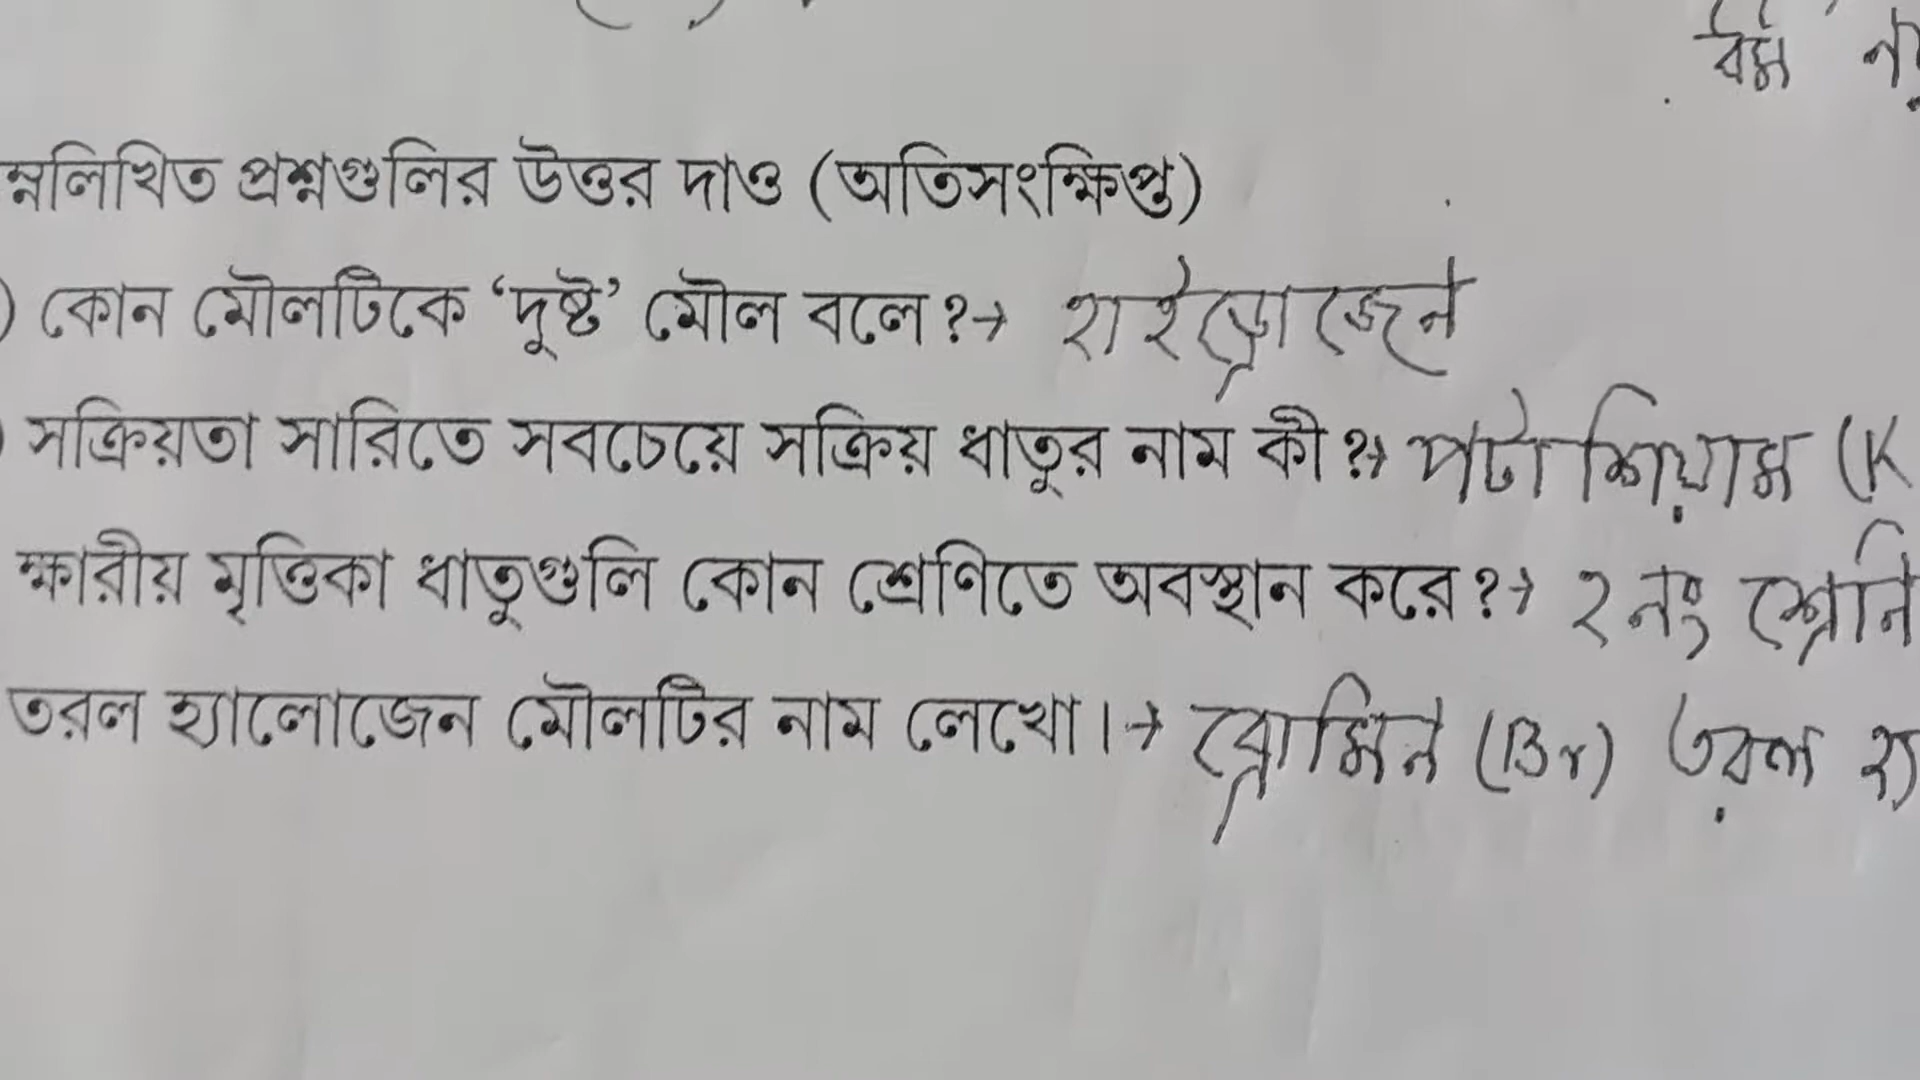 বদ্ধ
ম্নলিখিত প্রশ্নগুলির উত্তর দাও (অতিসংক্ষিপ্ত)
) কোন মৌলটিকে ‘দুষ্ট’ মৌল বলে?→ হাইড্রোজেন
) সক্রিয়তা সারিতে সবচেয়ে সক্রিয় ধাতুর নাম কী?→ পটাশিয়াম (K
ক্ষারীয় মৃত্তিকা ধাতুগুলি কোন শ্রেণিতে অবস্থান করে?→ ২ নং শ্রেনি
তরল হ্যালোজেন মৌলটির নাম লেখো।→ ব্রোমিন (Br) তরল হ্যা